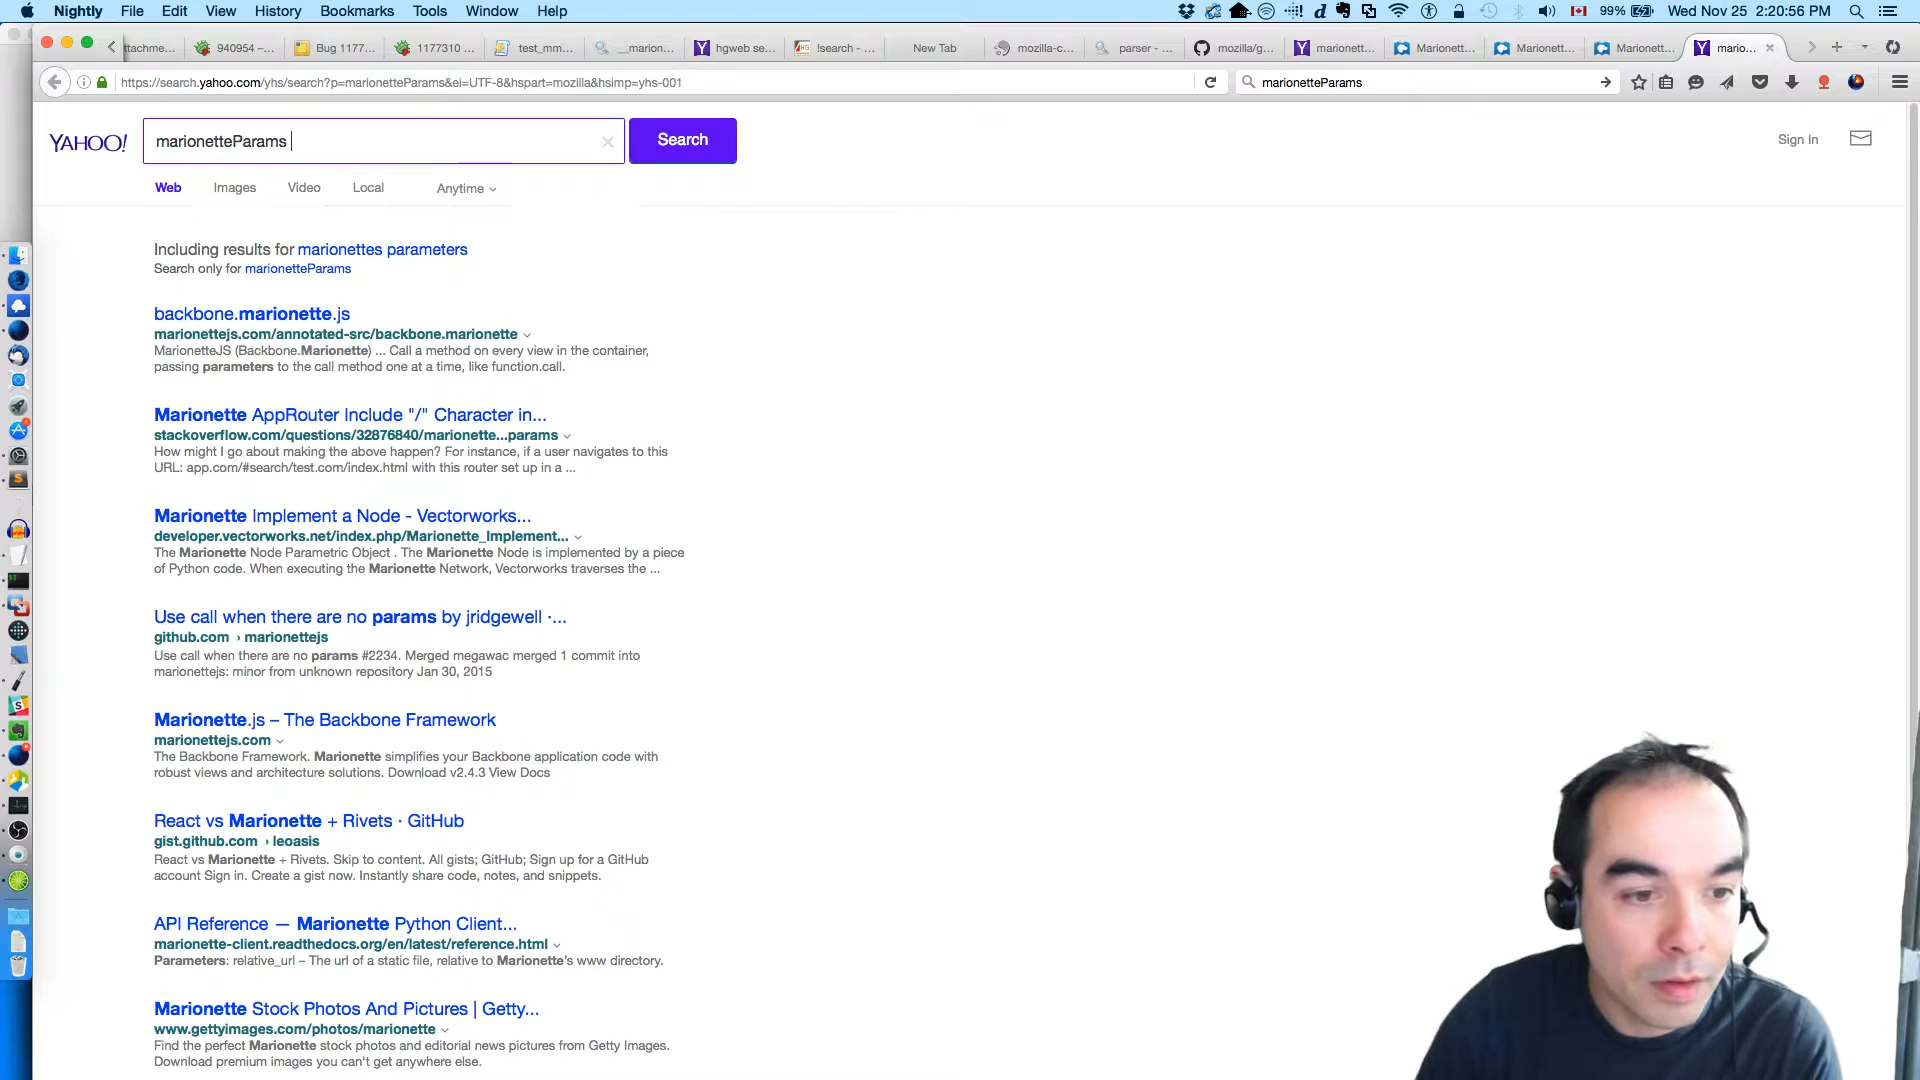 Nightly File Edit View History Bookmarks Tools Window Help
99% Wed Nov 25 2:20:56 PM
ttachme... 940954 –... Bug 1177... 1177310 ... test_mm... __marion... hgweb se... !search - ... New Tab mozilla-c... parser - ... mozilla/g... marionett... Marionett... Marionett... Marionett... mario...
https://search.yahoo.com/yhs/search?p=marionetteParams&ei=UTF-8&hspart=mozilla&hsimp=yhs-001
marionetteParams
YAHOO!
marionetteParams
Search
Sign In
Web Images Video Local Anytime
Including results for marionettes parameters
Search only for marionetteParams
backbone.marionette.js
marionettejs.com/annotated-src/backbone.marionette
MarionetteJS (Backbone.Marionette) ... Call a method on every view in the container,
passing parameters to the call method one at a time, like function.call.
Marionette AppRouter Include "/" Character in...
stackoverflow.com/questions/32876840/marionette...params
How might I go about making the above happen? For instance, if a user navigates to this
URL: app.com/#search/test.com/index.html with this router set up in a ...
Marionette Implement a Node - Vectorworks...
developer.vectorworks.net/index.php/Marionette_Implement...
The Marionette Node Parametric Object . The Marionette Node is implemented by a piece
of Python code. When executing the Marionette Network, Vectorworks traverses the ...
Use call when there are no params by jridgewell ·...
github.com › marionettejs
Use call when there are no params #2234. Merged megawac merged 1 commit into
marionettejs: minor from unknown repository Jan 30, 2015
Marionette.js – The Backbone Framework
marionettejs.com
The Backbone Framework. Marionette simplifies your Backbone application code with
robust views and architecture solutions. Download v2.4.3 View Docs
React vs Marionette + Rivets · GitHub
gist.github.com › leoasis
React vs Marionette + Rivets. Skip to content. All gists; GitHub; Sign up for a GitHub
account Sign in. Create a gist now. Instantly share code, notes, and snippets.
API Reference — Marionette Python Client...
marionette-client.readthedocs.org/en/latest/reference.html
Parameters: relative_url – The url of a static file, relative to Marionette's www directory.
Marionette Stock Photos And Pictures | Getty...
www.gettyimages.com/photos/marionette
Find the perfect Marionette stock photos and editorial news pictures from Getty Images.
Download premium images you can't get anywhere else.